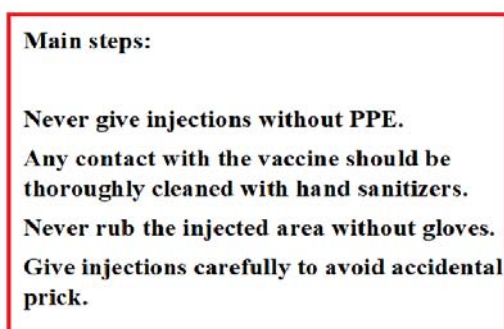 Main steps:
Never give injections without PPE.
Any contact with the vaccine should be
thoroughly cleaned with hand sanitizers.
Never rub the injected area without gloves.
Give injections carefully to avoid accidental
prick.